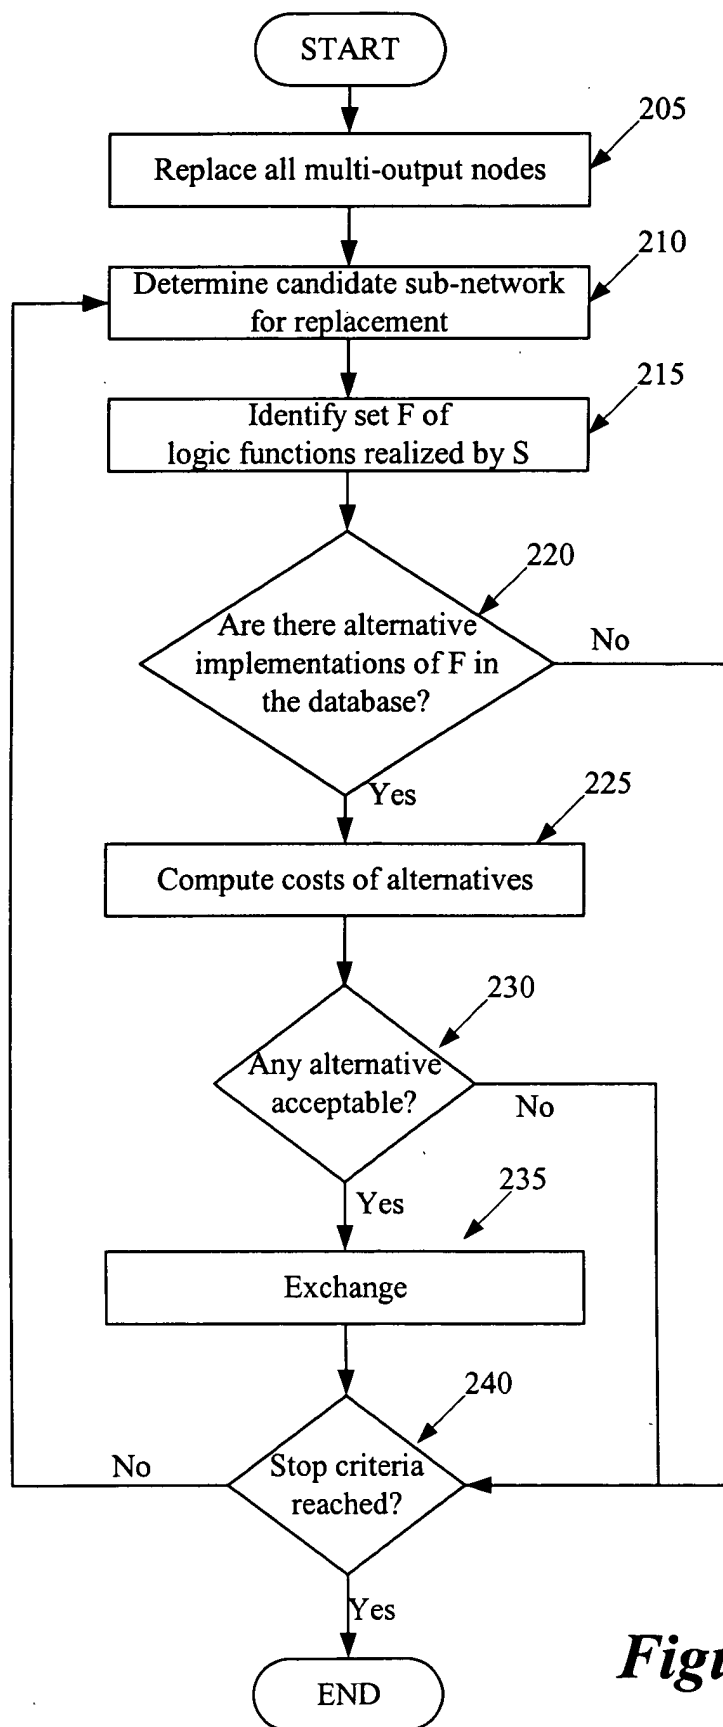 START
205
Replace all multi-output nodes
210
Determine candidate sub-network
for replacement
215
Identify set F of
logic functions realized by S
220
Are there alternative
implementations of F in
the database?
No
Yes
225
Compute costs of alternatives
230
Any alternative
acceptable?
No
Yes
235
Exchange
240
Stop criteria
reached?
No
Yes
END